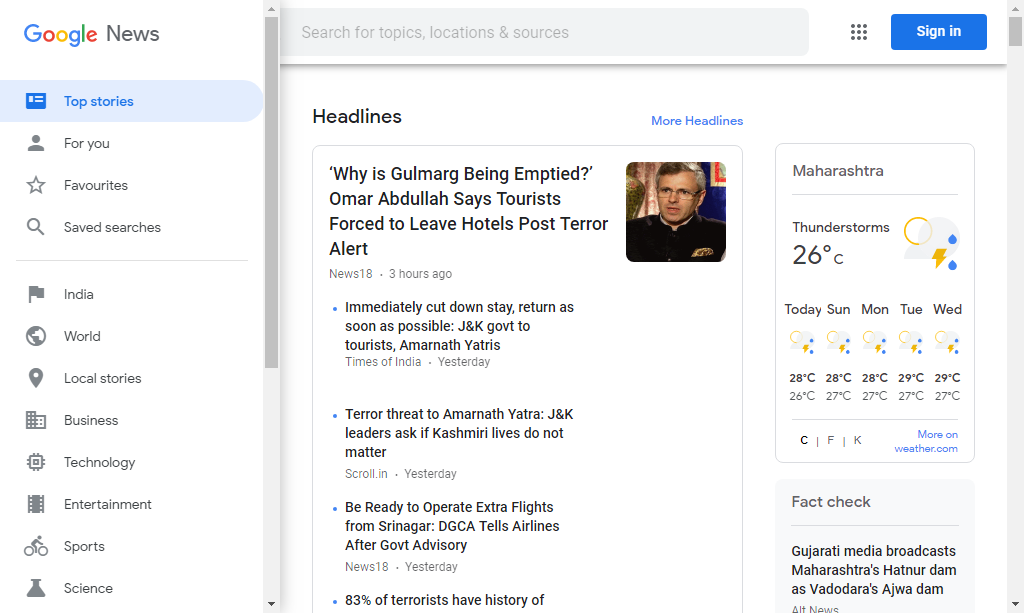 Google News
Search for topics, locations & sources
Sign in
Top stories
For you
Favourites
Saved searches
India
World
Local stories
Business
Technology
Entertainment
Sports
Science
Headlines
More Headlines
‘Why is Gulmarg Being Emptied?’
Omar Abdullah Says Tourists
Forced to Leave Hotels Post Terror
Alert
News18 · 3 hours ago
Immediately cut down stay, return as
soon as possible: J&K govt to
tourists, Amarnath Yatris
Times of India · Yesterday
Terror threat to Amarnath Yatra: J&K
leaders ask if Kashmiri lives do not
matter
Scroll.in · Yesterday
Be Ready to Operate Extra Flights
from Srinagar: DGCA Tells Airlines
After Govt Advisory
News18 · Yesterday
83% of terrorists have history of
Maharashtra
Thunderstorms
26°C
Today Sun Mon Tue Wed
28°C 28°C 28°C 29°C 29°C
26°C 27°C 27°C 27°C 27°C
C | F | K
More on
weather.com
Fact check
Gujarati media broadcasts
Maharashtra's Hatnur dam
as Vadodara's Ajwa dam
Alt News